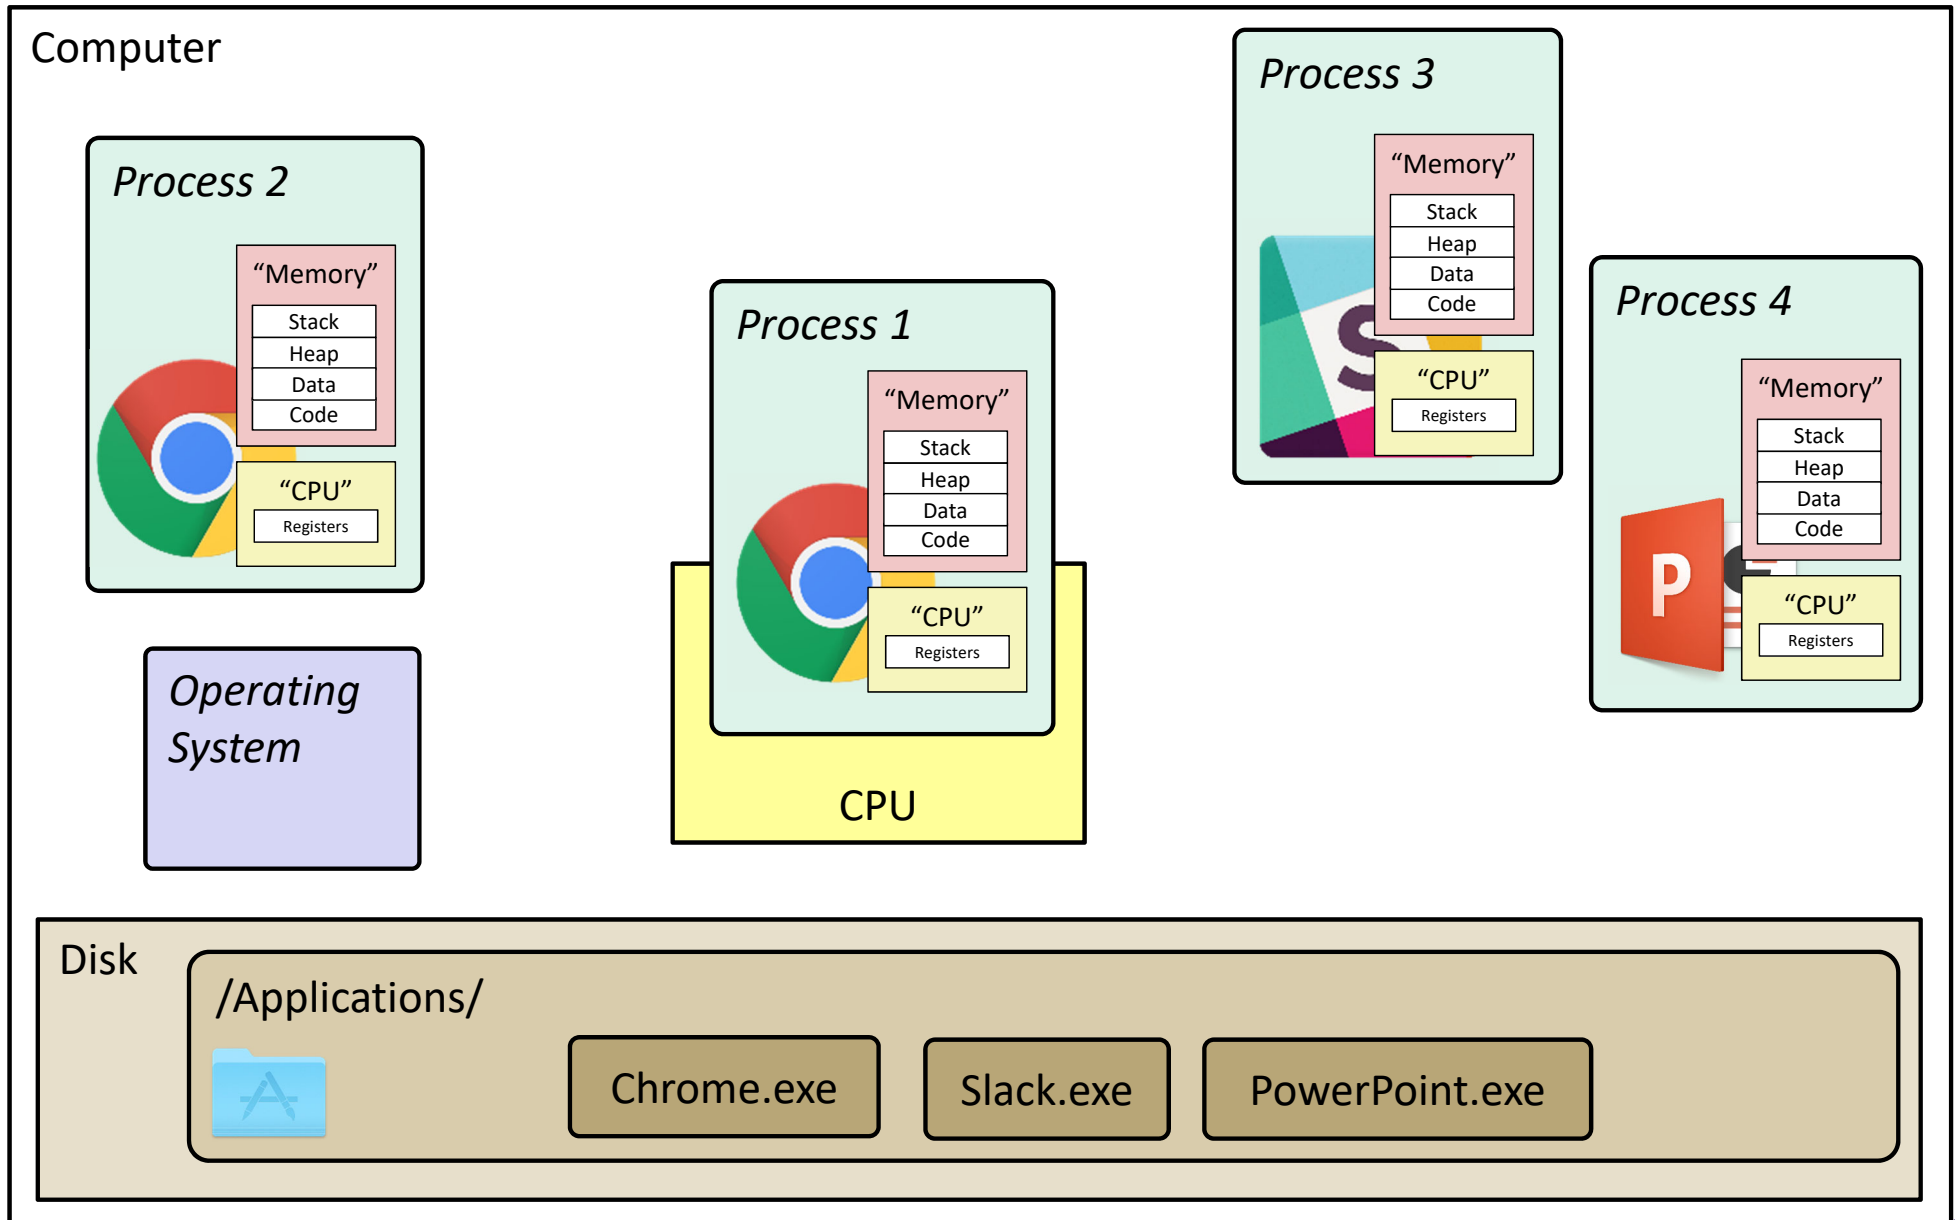 Computer
Process 2
“Memory”
Stack
Heap
Data
Code
“CPU”
Registers
Process 1
“Memory”
Stack
Heap
Data
Code
“CPU”
Registers
Process 3
“Memory”
Stack
Heap
Data
Code
“CPU”
Registers
S
Process 4
“Memory”
Stack
Heap
Data
Code
“CPU”
Registers
P
Operating
System
CPU
Disk
/Applications/
Chrome.exe
Slack.exe
PowerPoint.exe